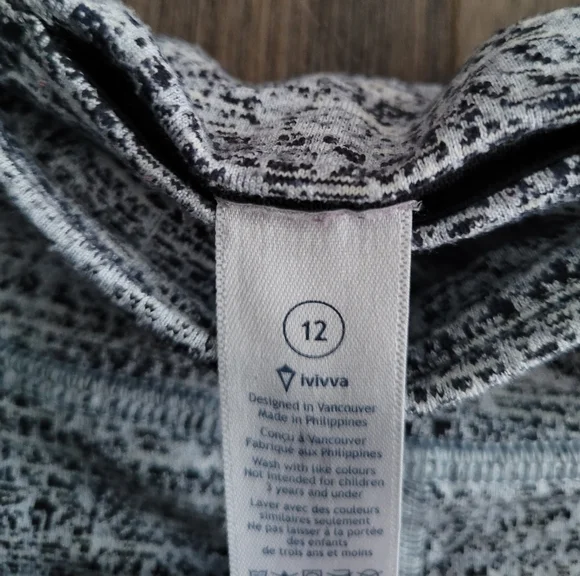 12
ivivva
Designed in Vancouver
Made in Philippines
Conçu à Vancouver
Fabriqué aux Philippines
Wash with like colours
Not intended for children
3 years and under
Laver avec des couleurs
similaires seulement
Ne pas laisser à la portée
des enfants
de trois ans et moins